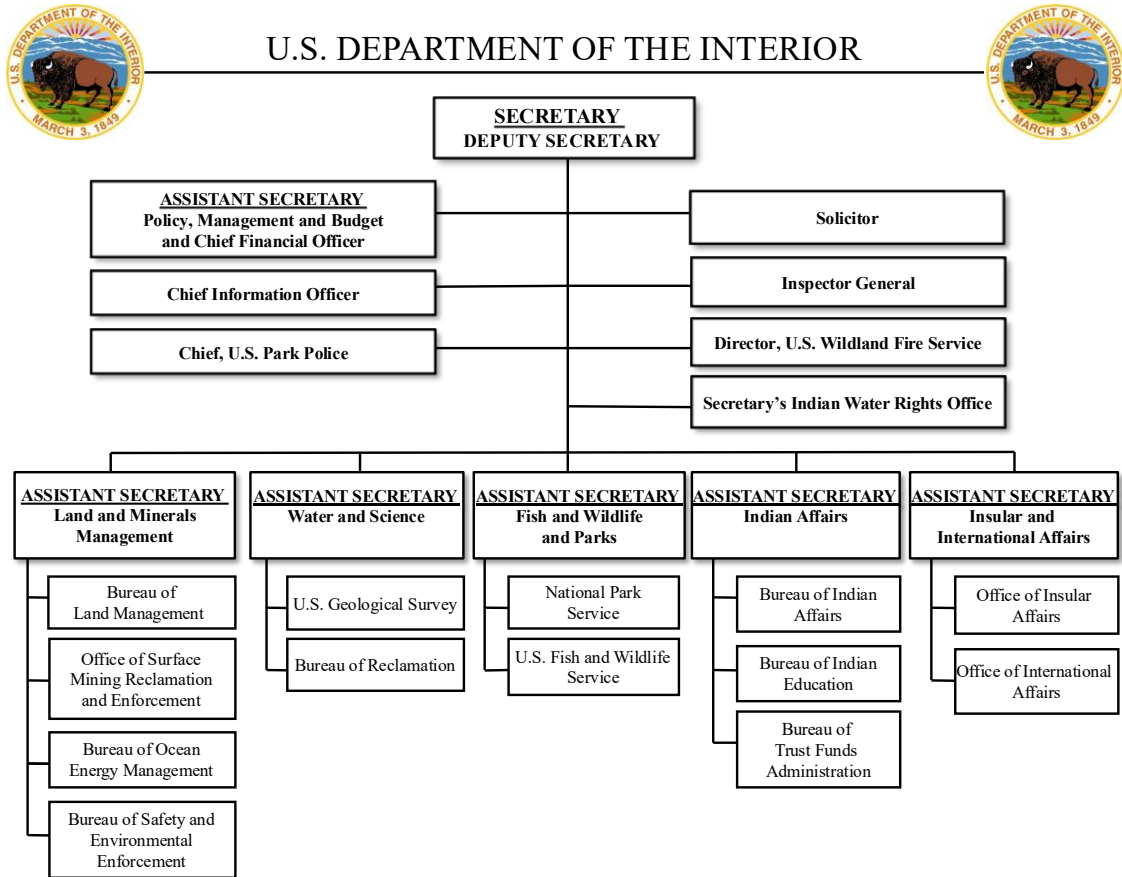 U.S. DEPARTMENT OF THE INTERIOR
U.S. DEPARTMENT OF THE INTERIOR
MARCH 3, 1849
U.S. DEPARTMENT OF THE INTERIOR
MARCH 3, 1849
SECRETARY
DEPUTY SECRETARY
ASSISTANT SECRETARY
Policy, Management and Budget
and Chief Financial Officer
Solicitor
Chief Information Officer
Inspector General
Chief, U.S. Park Police
Director, U.S. Wildland Fire Service
Secretary’s Indian Water Rights Office
ASSISTANT SECRETARY
Land and Minerals
Management
Bureau of
Land Management
Office of Surface
Mining Reclamation
and Enforcement
Bureau of Ocean
Energy Management
Bureau of Safety and
Environmental
Enforcement
ASSISTANT SECRETARY
Water and Science
U.S. Geological Survey
Bureau of Reclamation
ASSISTANT SECRETARY
Fish and Wildlife
and Parks
National Park
Service
U.S. Fish and Wildlife
Service
ASSISTANT SECRETARY
Indian Affairs
Bureau of Indian
Affairs
Bureau of Indian
Education
Bureau of
Trust Funds
Administration
ASSISTANT SECRETARY
Insular and
International Affairs
Office of Insular
Affairs
Office of International
Affairs